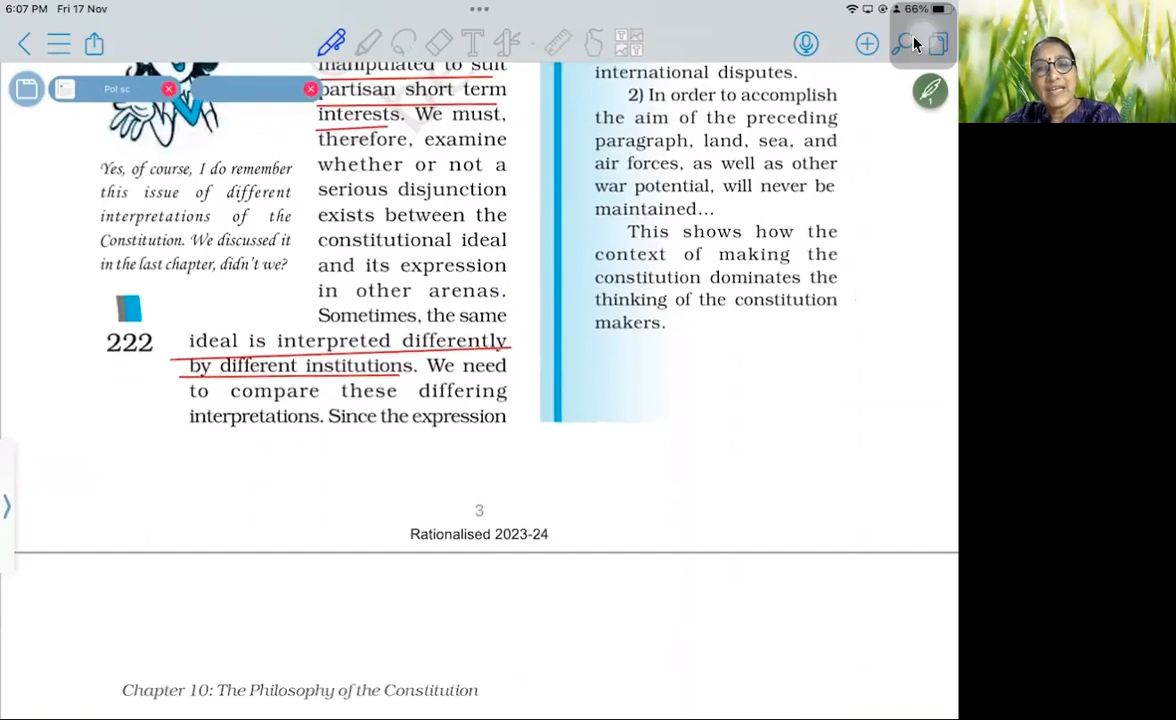 6:07 PM Fri 17 Nov
66%
Pol sc
1
manipulated to suit
partisan short term
interests. We must,
therefore, examine
whether or not a
serious disjunction
exists between the
constitutional ideal
and its expression
in other arenas.
Sometimes, the same
ideal is interpreted differently
by different institutions. We need
to compare these differing
interpretations. Since the expression
Yes, of course, I do remember
this issue of different
interpretations of the
Constitution. We discussed it
in the last chapter, didn't we?
222
international disputes.
2) In order to accomplish
the aim of the preceding
paragraph, land, sea, and
air forces, as well as other
war potential, will never be
maintained...
This shows how the
context of making the
constitution dominates the
thinking of the constitution
makers.
3
Rationalised 2023-24
Chapter 10: The Philosophy of the Constitution